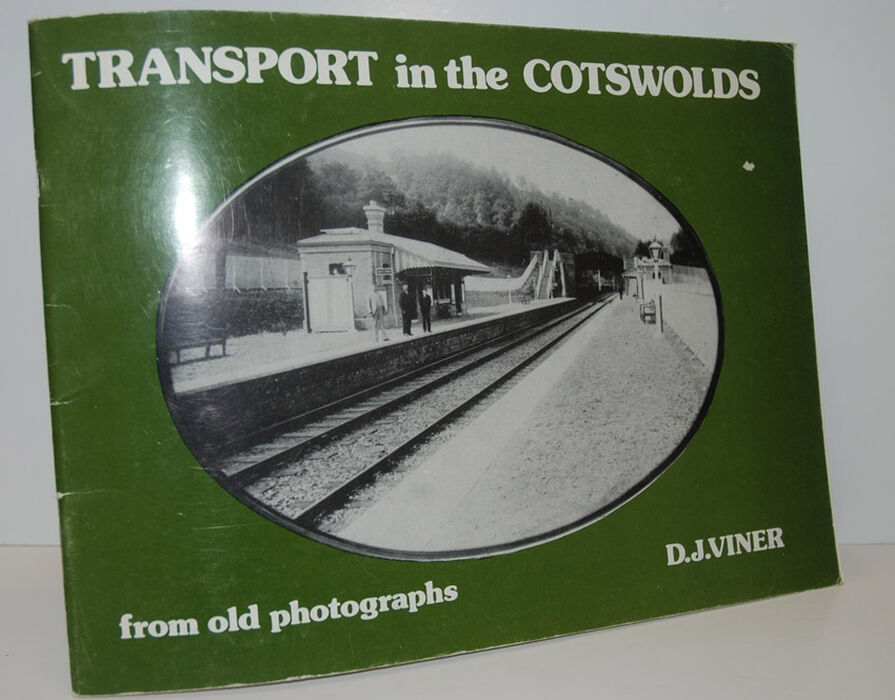 TRANSPORT in the COTSWOLDS
D.J.VINER
from old photographs